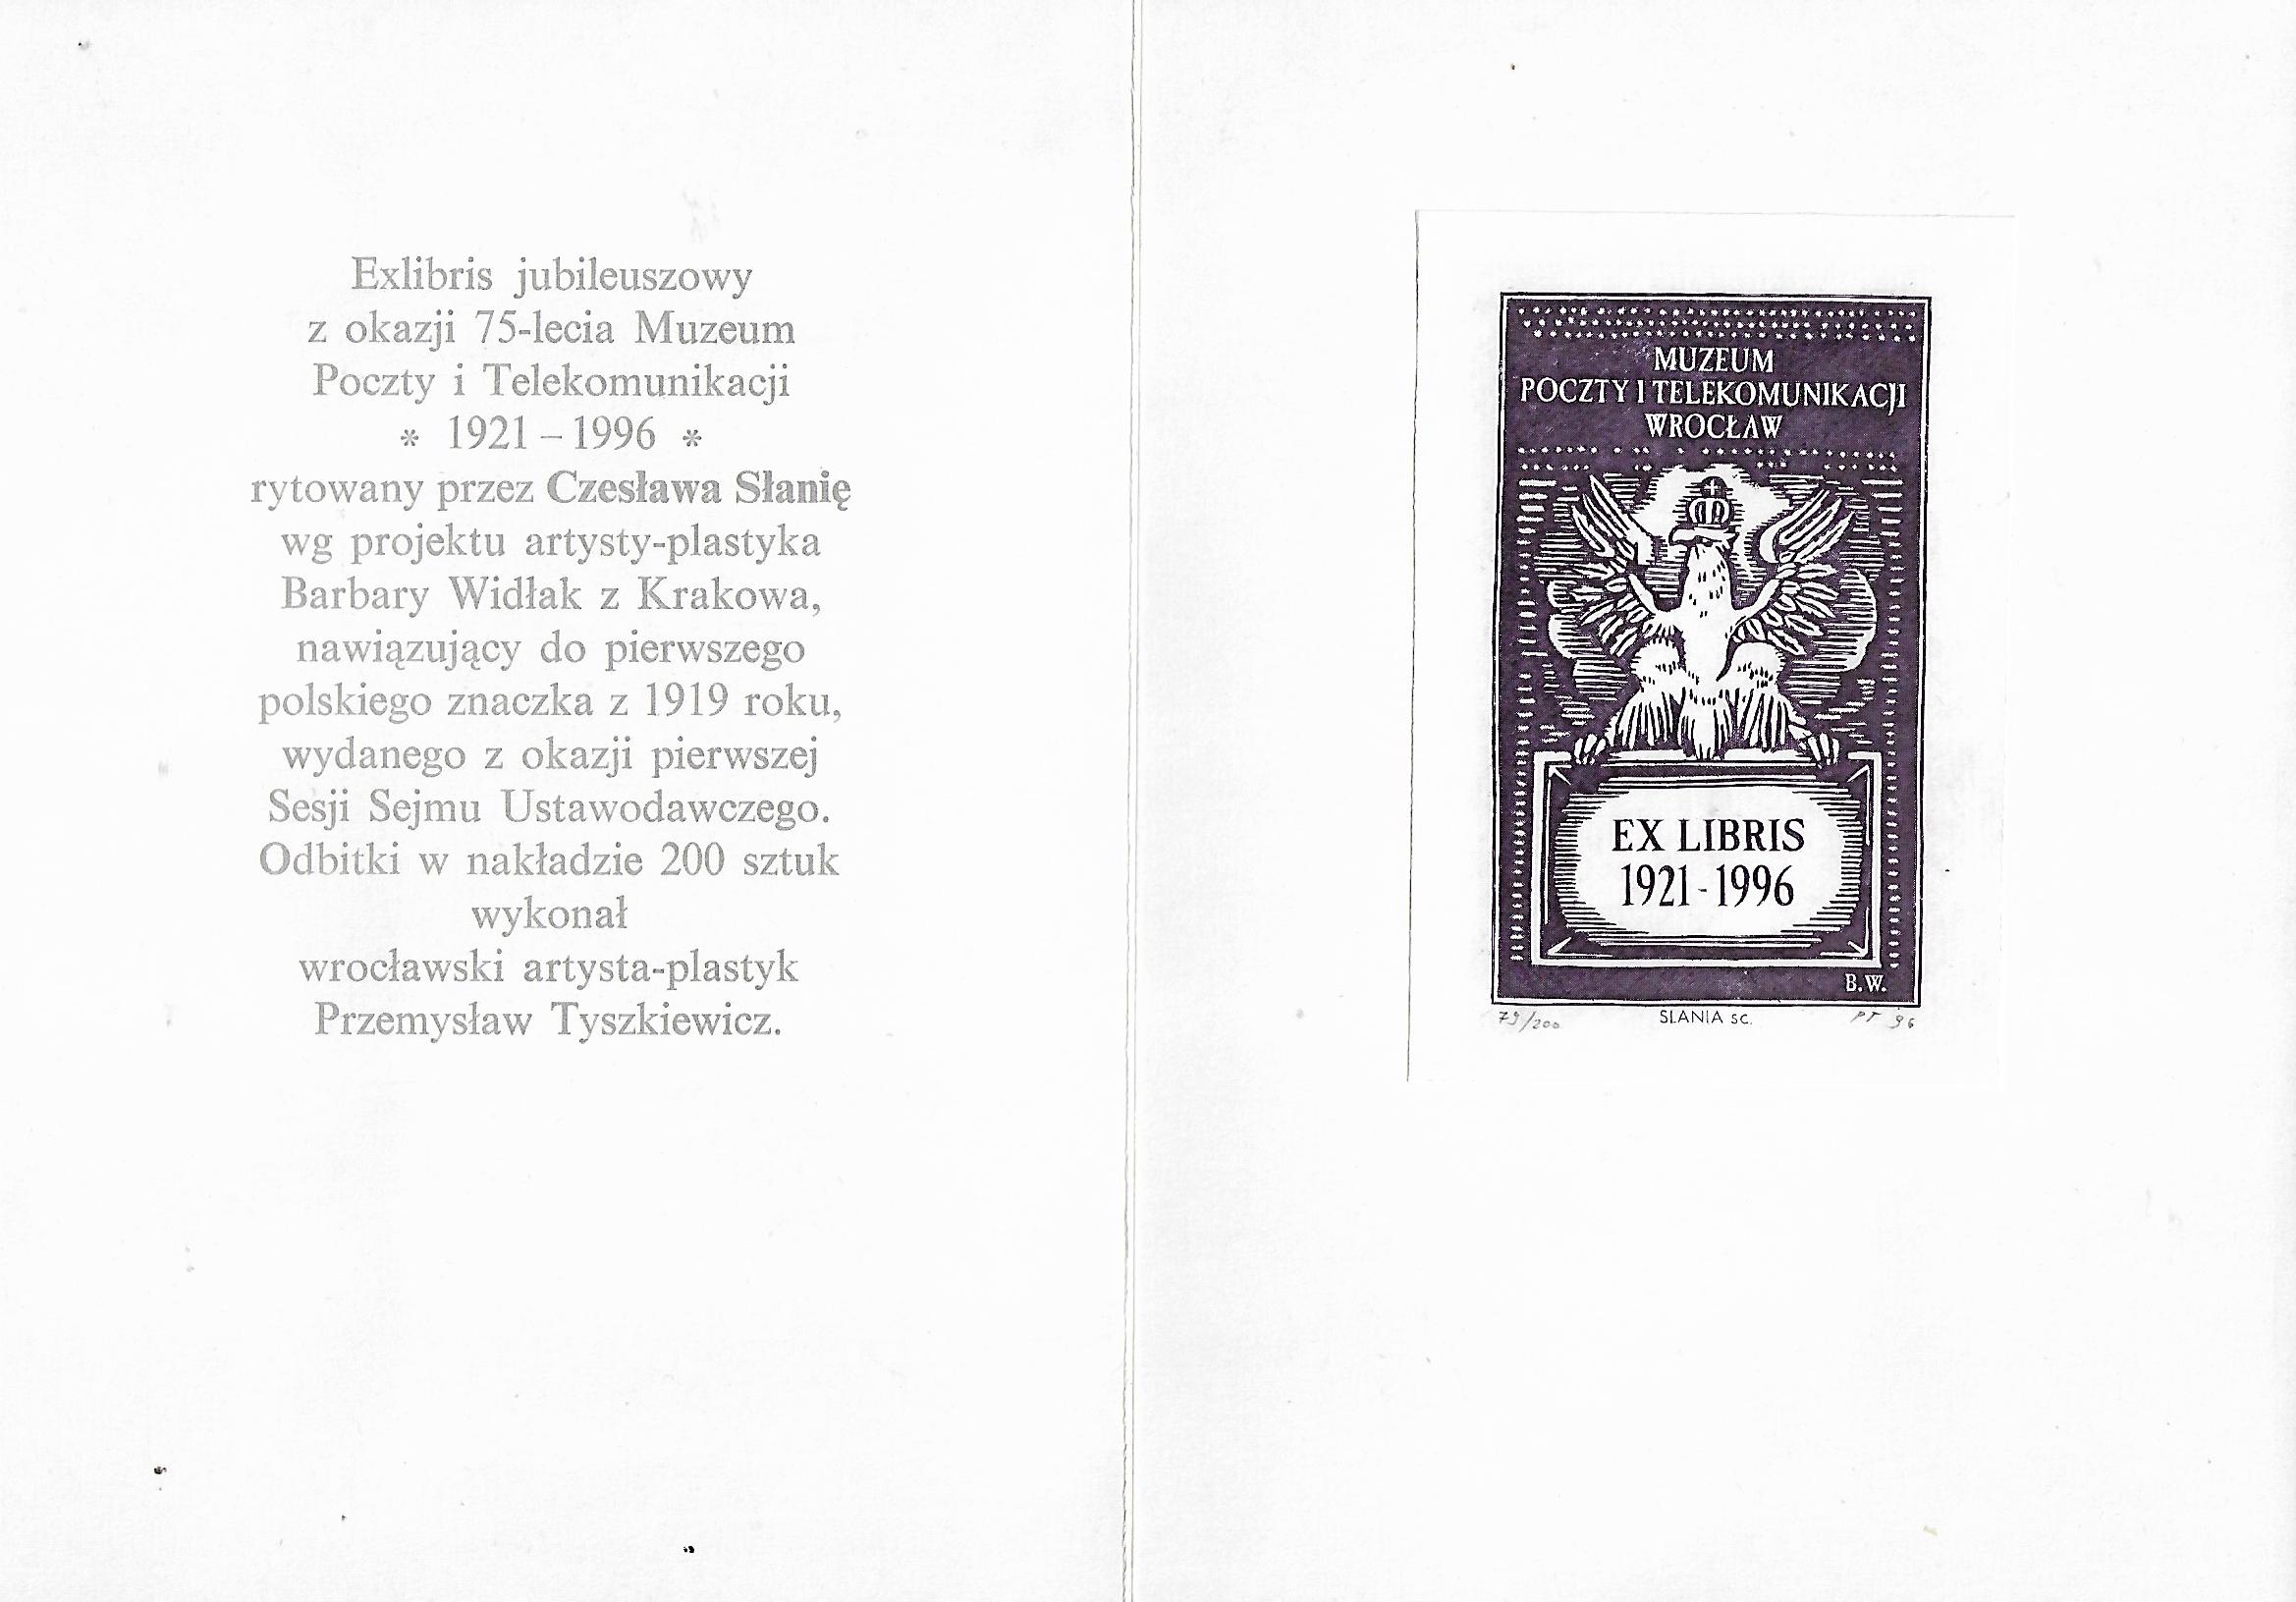 Exlibris jubileuszowy
z okazji 75-lecia Muzeum
Poczty i Telekomunikacji
* 1921 – 1996 *
rytowany przez Czesława Słanię
wg projektu artysty-plastyka
Barbary Widłak z Krakowa,
nawiązujący do pierwszego
polskiego znaczka z 1919 roku,
wydanego z okazji pierwszej
Sesji Sejmu Ustawodawczego.
Odbitki w nakładzie 200 sztuk
wykonał
wrocławski artysta-plastyk
Przemysław Tyszkiewicz.
MUZEUM
POCZTY I TELEKOMUNIKACJI
WROCŁAW
EX LIBRIS
1921 - 1996
B.W.
79/200 SLANIA SC. PT 96